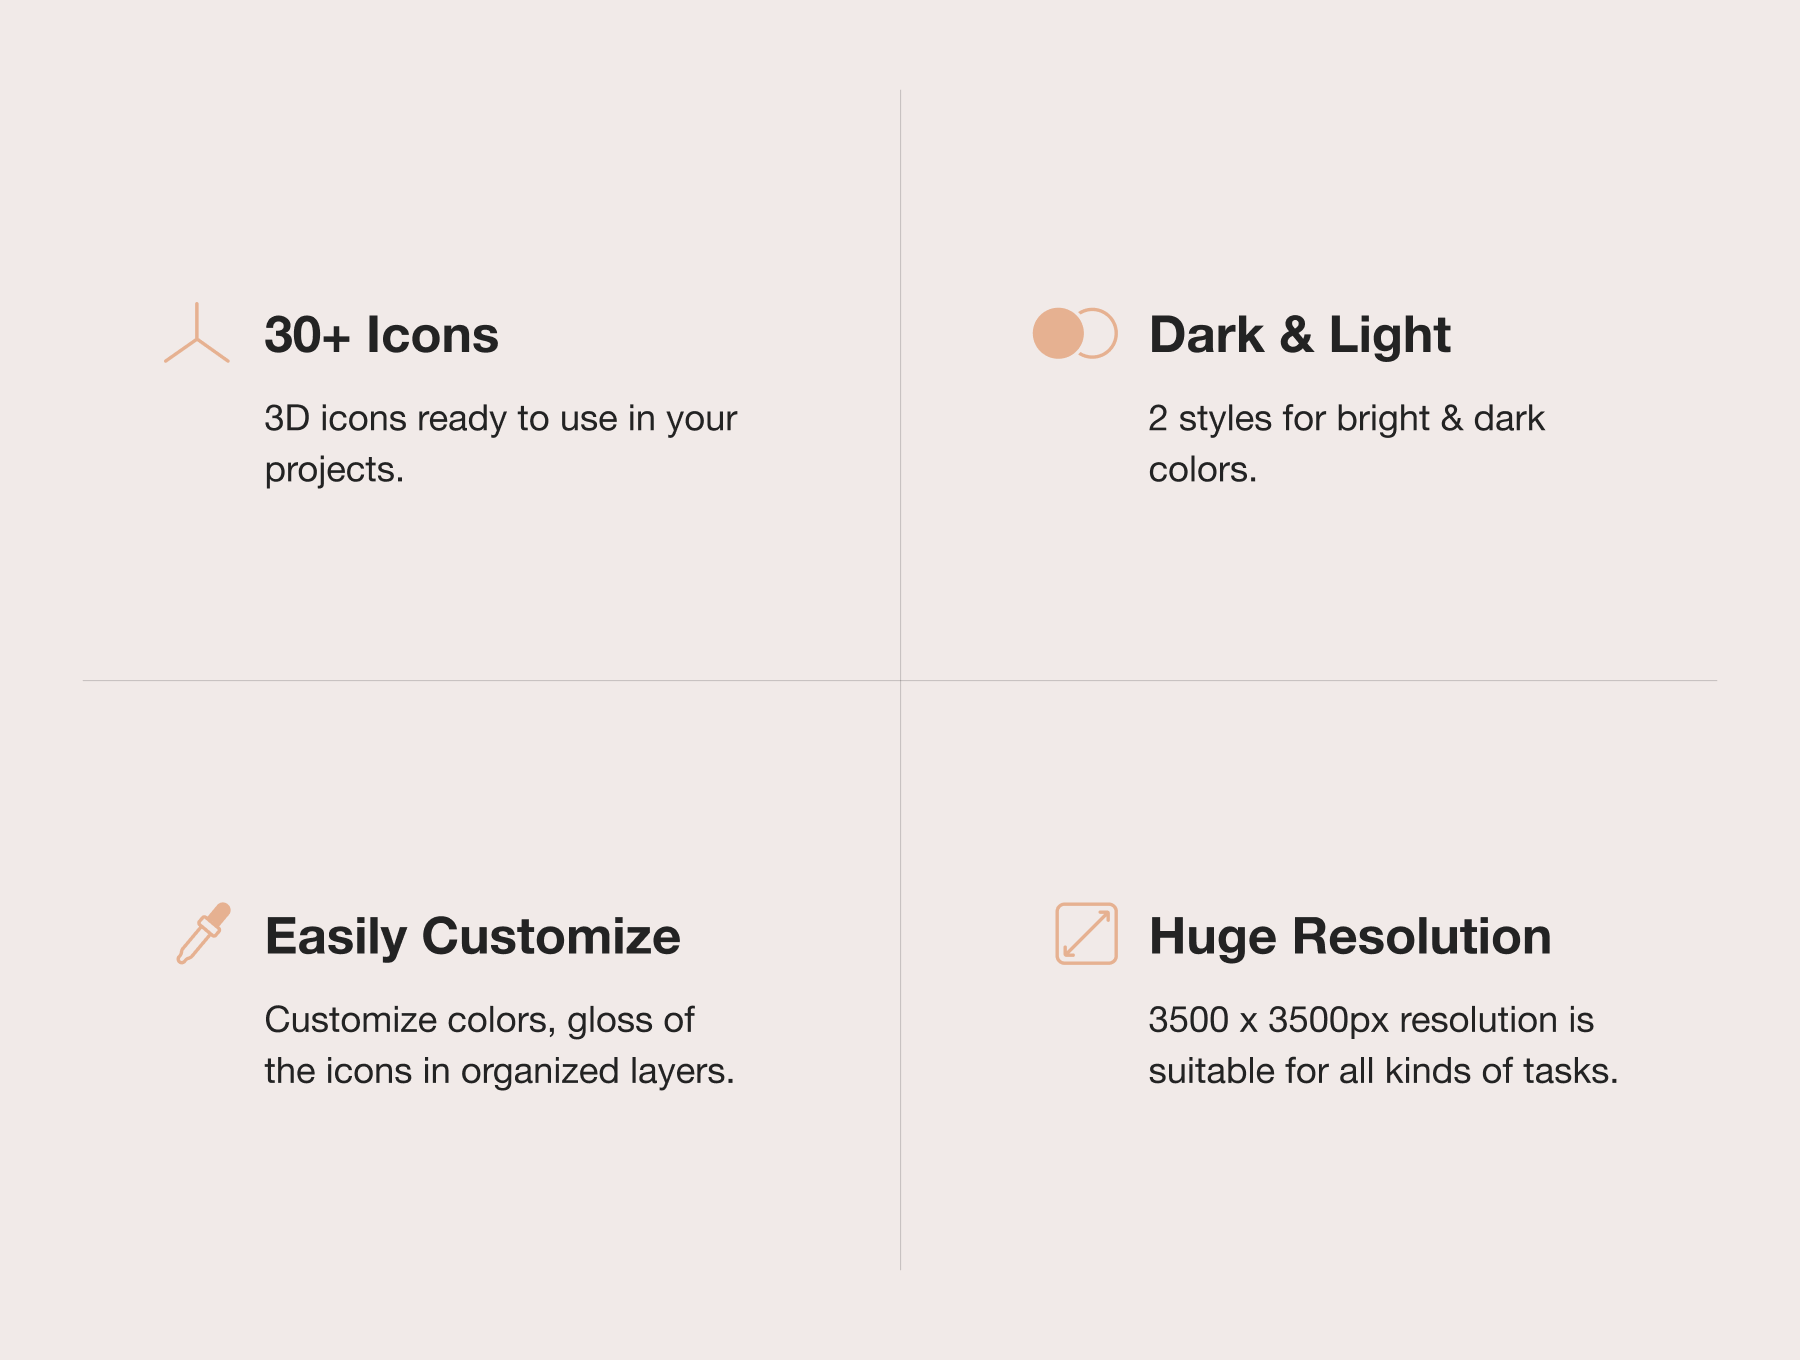 30+ Icons
3D icons ready to use in your
projects.
Dark & Light
2 styles for bright & dark
colors.
Easily Customize
Customize colors, gloss of
the icons in organized layers.
Huge Resolution
3500 x 3500px resolution is
suitable for all kinds of tasks.